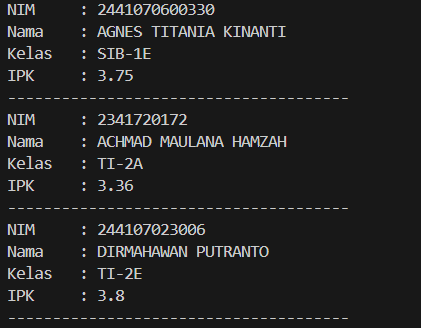 NIM     : 2441070600330
Nama    : AGNES TITANIA KINANTI
Kelas   : SIB-1E
IPK     : 3.75
--------------------------------------
NIM     : 2341720172
Nama    : ACHMAD MAULANA HAMZAH
Kelas   : TI-2A
IPK     : 3.36
--------------------------------------
NIM     : 244107023006
Nama    : DIRMAHAWAN PUTRANTO
Kelas   : TI-2E
IPK     : 3.8
--------------------------------------